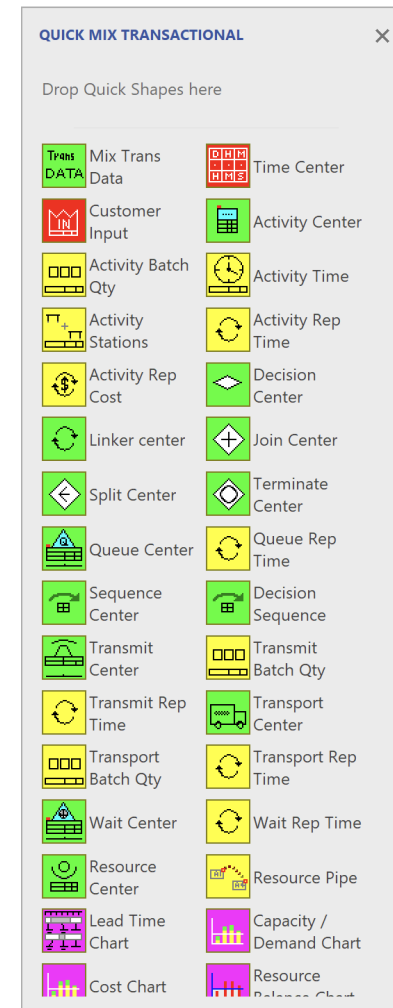 QUICK MIX TRANSACTIONAL
Drop Quick Shapes here
Trans
DATA
Mix Trans
Data
D H M
H M S
Time Center
IN
Customer
Input
Activity Center
Activity Batch
Qty
Activity Time
Activity
Stations
Activity Rep
Time
$
Activity Rep
Cost
Decision
Center
Linker center
Join Center
Split Center
Terminate
Center
Q
Queue Center
Queue Rep
Time
Sequence
Center
Decision
Sequence
Transmit
Center
Transmit
Batch Qty
Transmit Rep
Time
Transport
Center
Transport
Batch Qty
Transport Rep
Time
Wait Center
Wait Rep Time
Resource
Center
Resource Pipe
Lead Time
Chart
Capacity /
Demand Chart
Cost Chart
Resource
Balance Chart